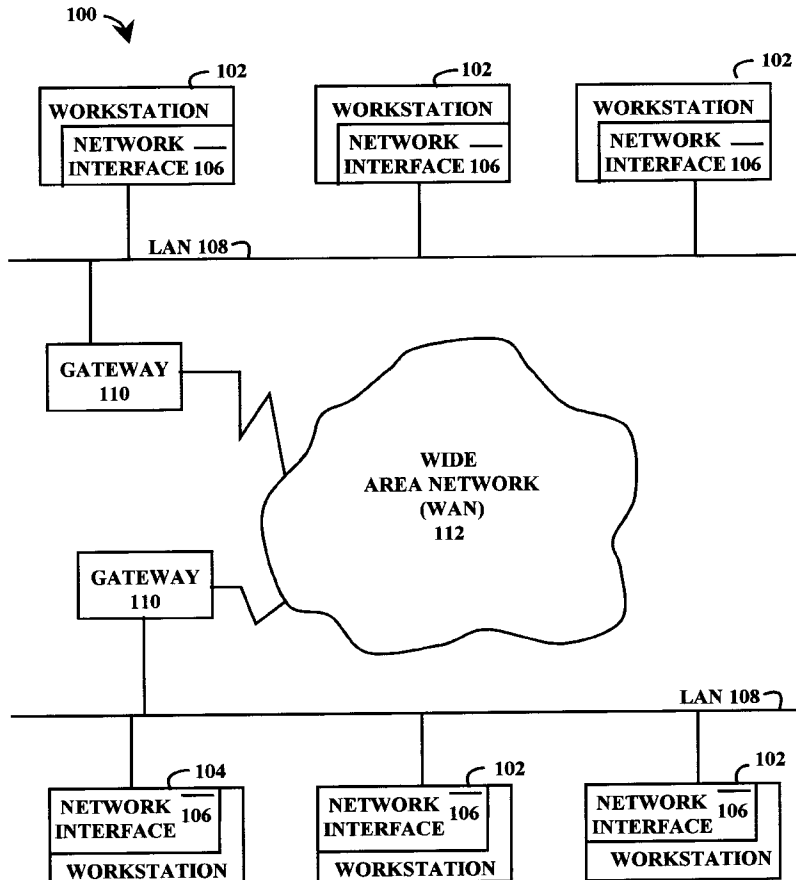 100
102
102
102
WORKSTATION
WORKSTATION
WORKSTATION
NETWORK
INTERFACE 106
NETWORK
INTERFACE 106
NETWORK
INTERFACE 106
LAN 108
GATEWAY
110
WIDE
AREA NETWORK
(WAN)
112
GATEWAY
110
LAN 108
104
102
102
NETWORK 106
INTERFACE
NETWORK 106
INTERFACE
NETWORK 106
INTERFACE
WORKSTATION
WORKSTATION
WORKSTATION